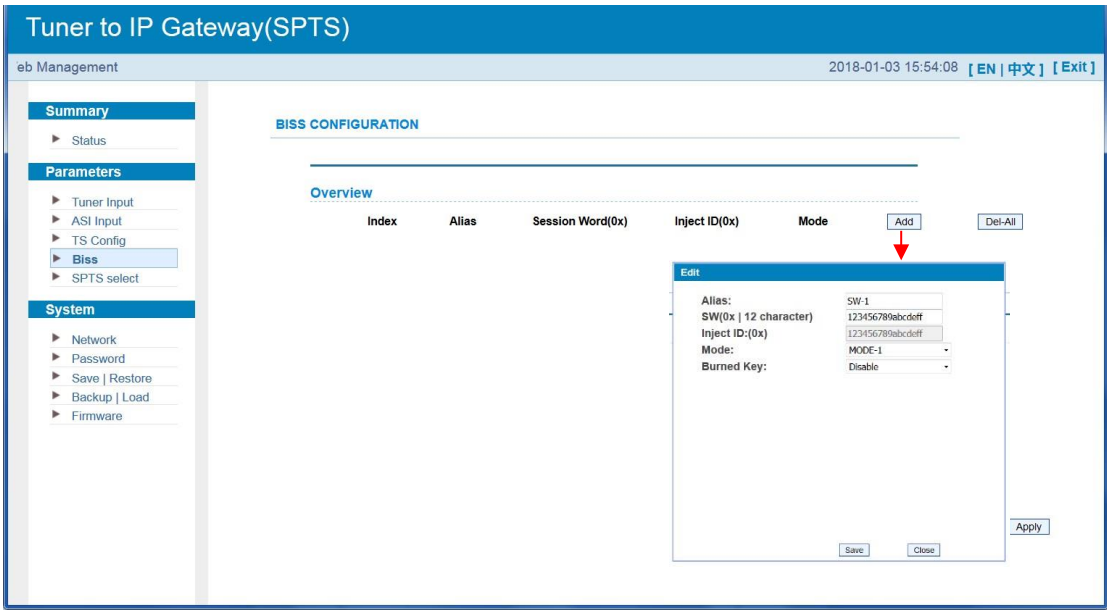 Tuner to IP Gateway(SPTS)
eb Management 2018-01-03 15:54:08 [ EN | 中文 ] [ Exit ]
Summary
Status
Parameters
Tuner Input
ASI Input
TS Config
Biss
SPTS select
System
Network
Password
Save | Restore
Backup | Load
Firmware
BISS CONFIGURATION
Overview
Index Alias Session Word(0x) Inject ID(0x) Mode Add Del-All
Edit
Alias: SW-1
SW(0x | 12 character) 123456789abcdeff
Inject ID:(0x) 123456789abcdeff
Mode: MODE-1
Burned Key: Disable
Save Close
Apply